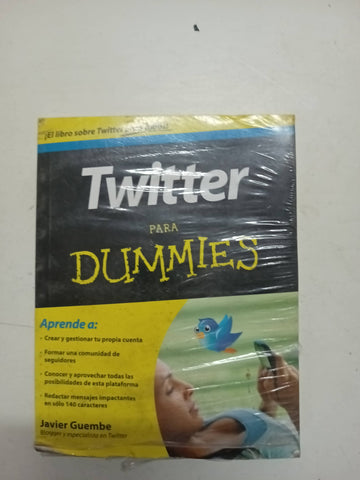 ¡El libro sobre Twitter
Twitter
PARA
DUMMIES
Aprende a:
• Crear y gestionar tu propia cuenta
• Formar una comunidad de
seguidores
• Conocer y aprovechar todas las
posibilidades de esta plataforma
• Redactar mensajes impactantes
en sólo 140 caracteres
Javier Guembe
Blogger y especialista en Twitter